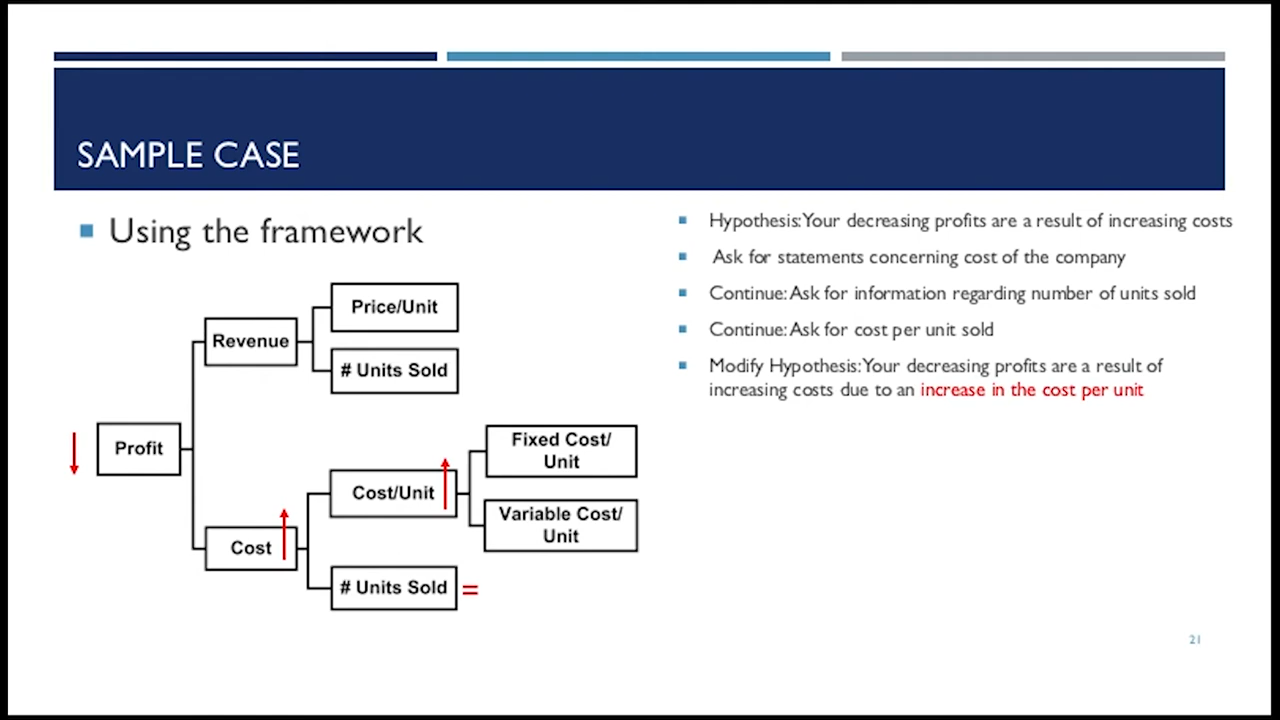 SAMPLE CASE
Using the framework
Price/Unit
Revenue
# Units Sold
Profit
Fixed Cost/
Unit
Cost/Unit
Variable Cost/
Unit
Cost
# Units Sold =
Hypothesis: Your decreasing profits are a result of increasing costs
Ask for statements concerning cost of the company
Continue: Ask for information regarding number of units sold
Continue: Ask for cost per unit sold
Modify Hypothesis: Your decreasing profits are a result of
increasing costs due to an increase in the cost per unit
21